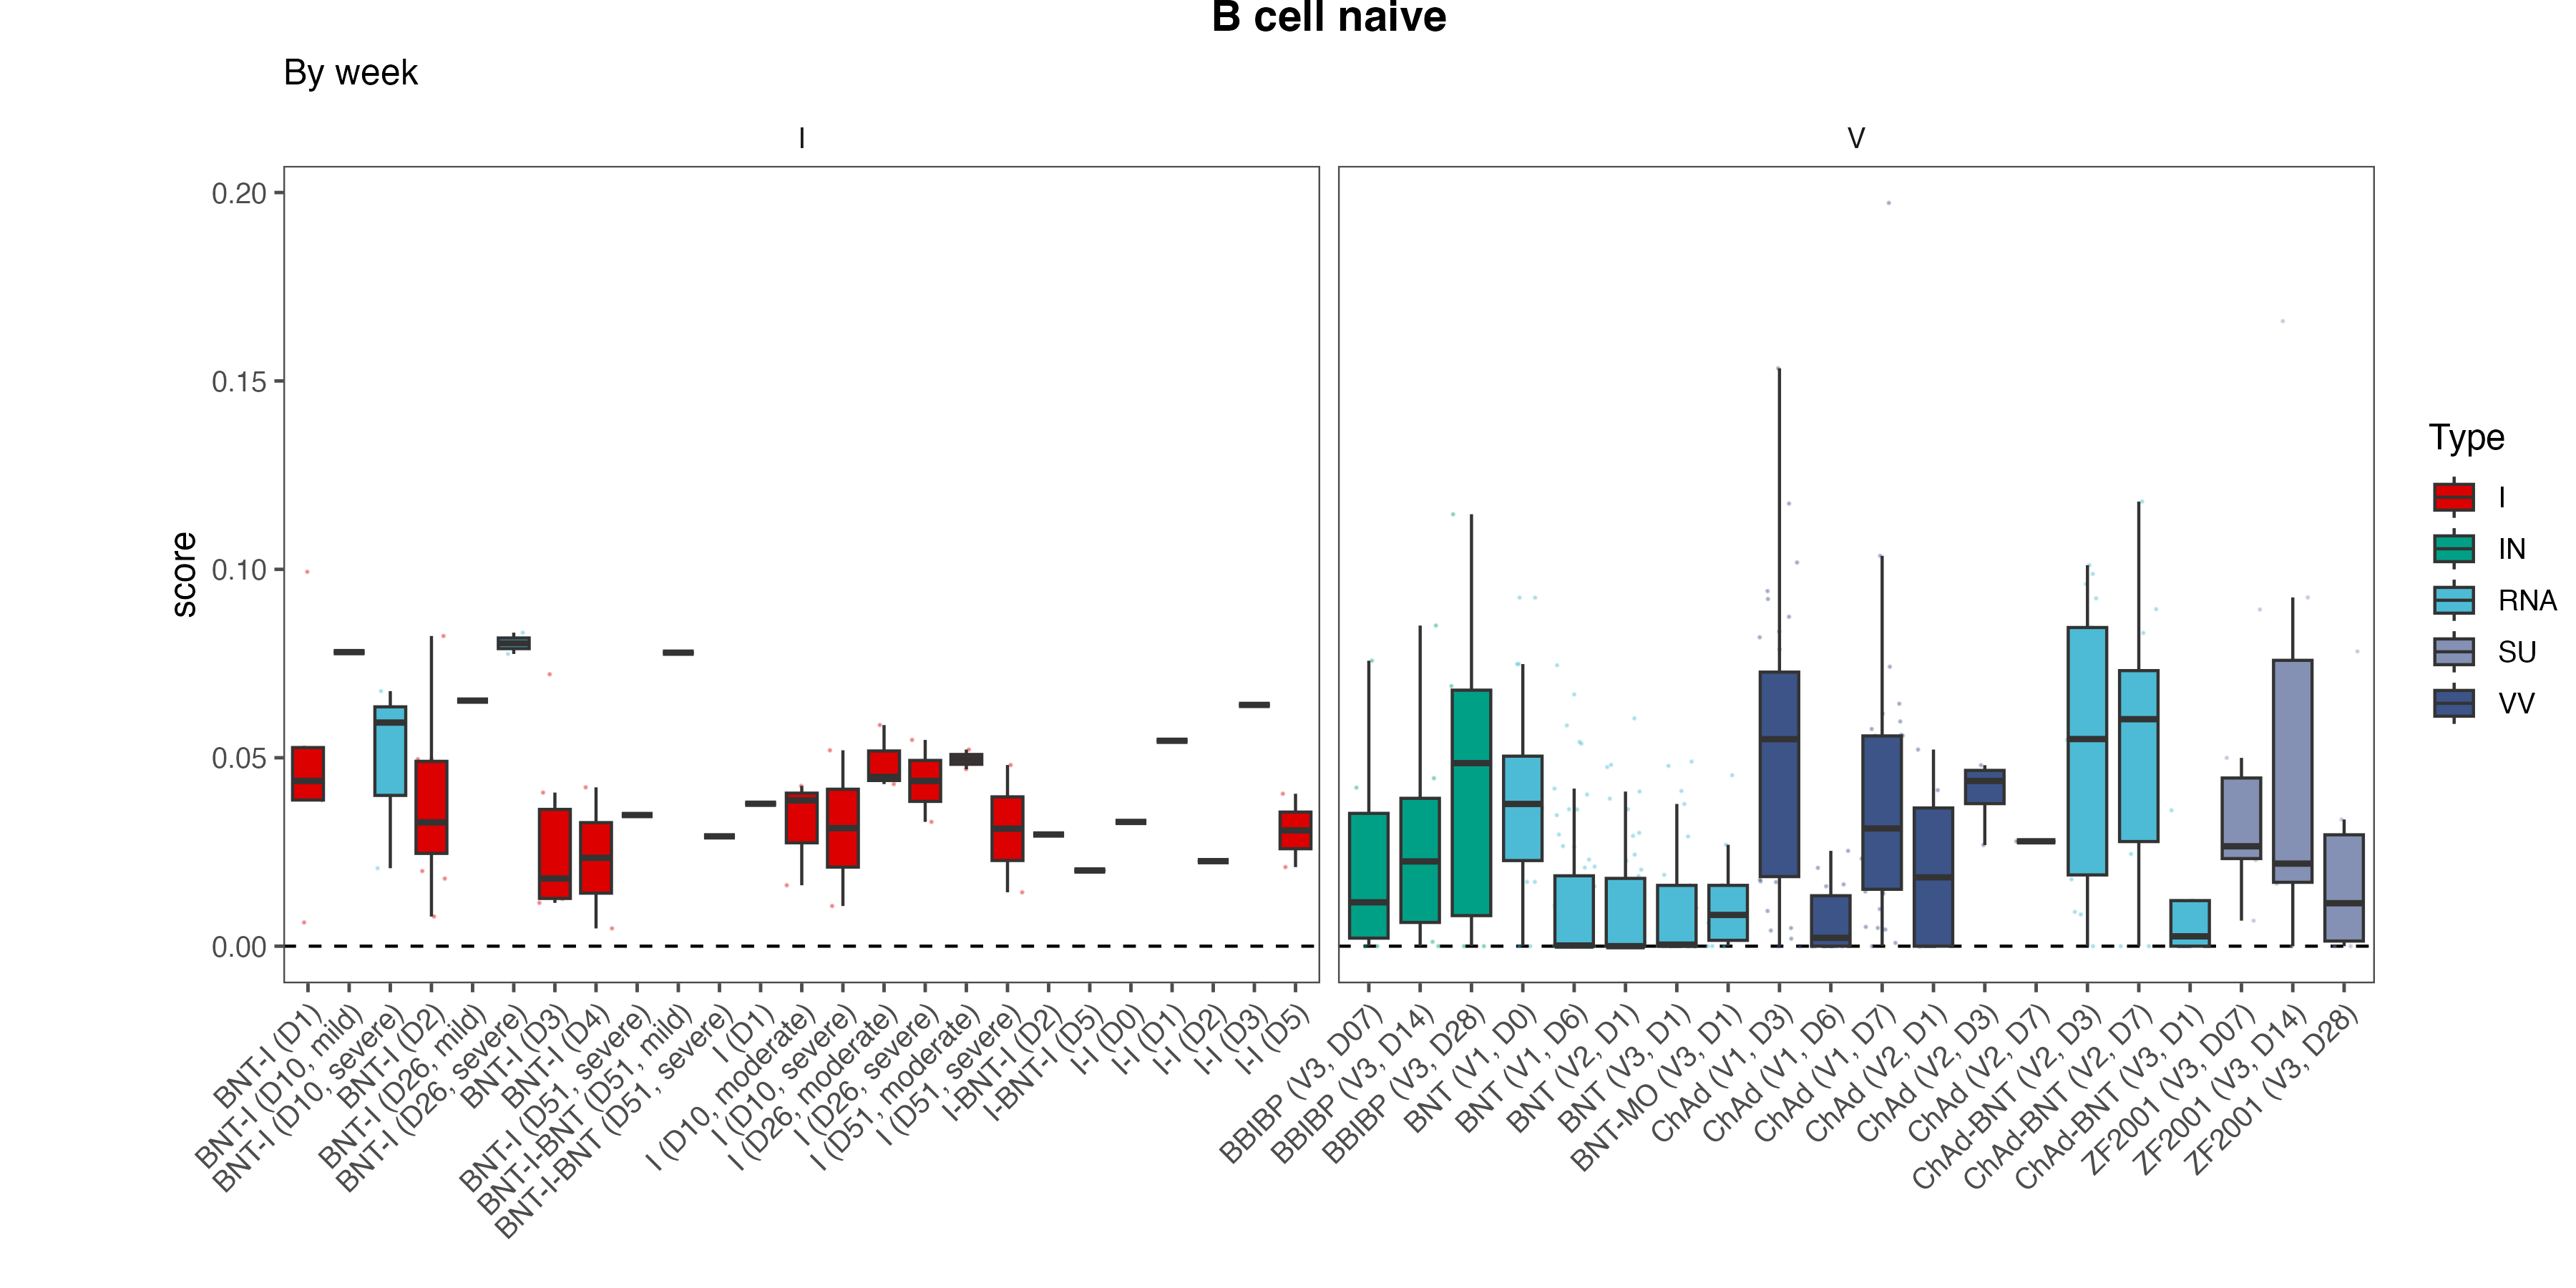 B cell naive
By week
I
V
0.20
0.15
0.10
0.05
0.00
score
BNT-I (D1)
BNT-I (D10, mild)
BNT-I (D10, severe)
BNT-I (D2)
BNT-I (D26, mild)
BNT-I (D26, severe)
BNT-I (D3)
BNT-I (D4)
BNT-I (D51, severe)
BNT-I-BNT (D51, mild)
BNT-I-BNT (D51, severe)
I (D1)
I (D10, moderate)
I (D10, severe)
I (D26, moderate)
I (D26, severe)
I (D51, moderate)
I (D51, severe)
I-BNT-I (D2)
I-BNT-I (D5)
I-I (D0)
I-I (D1)
I-I (D2)
I-I (D3)
I-I (D5)
BBIBP (V3, D07)
BBIBP (V3, D14)
BBIBP (V3, D28)
BNT (V1, D0)
BNT (V1, D6)
BNT (V2, D1)
BNT (V3, D1)
BNT-MO (V3, D1)
ChAd (V1, D3)
ChAd (V1, D6)
ChAd (V1, D7)
ChAd (V2, D1)
ChAd (V2, D3)
ChAd (V2, D7)
ChAd-BNT (V2, D3)
ChAd-BNT (V2, D7)
ChAd-BNT (V3, D1)
ZF2001 (V3, D07)
ZF2001 (V3, D14)
ZF2001 (V3, D28)
Type
I
IN
RNA
SU
VV